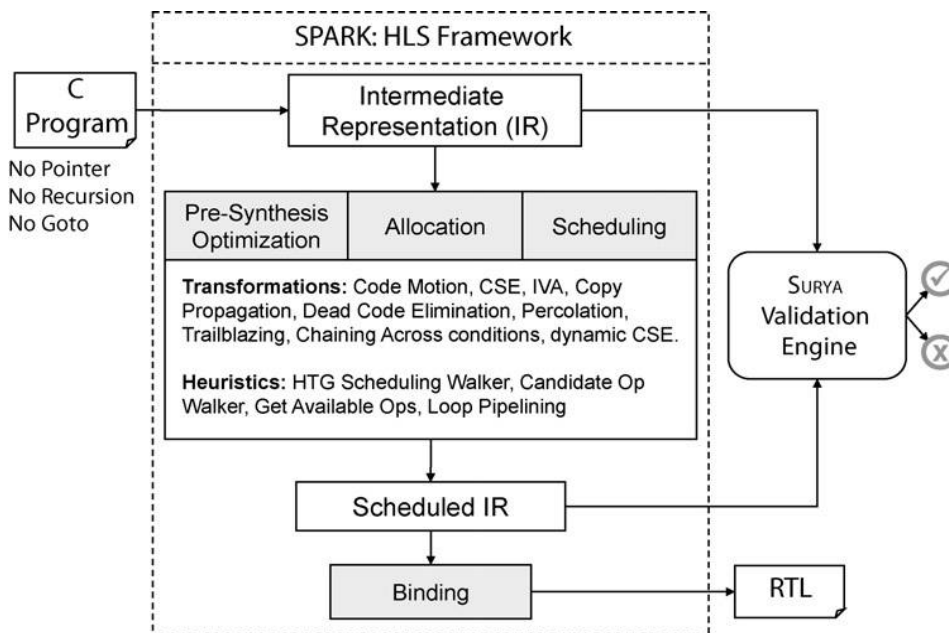 SPARK: HLS Framework
C
Program
No Pointer
No Recursion
No Goto
Intermediate
Representation (IR)
Pre-Synthesis
Optimization
Allocation
Scheduling
Transformations: Code Motion, CSE, IVA, Copy
Propagation, Dead Code Elimination, Percolation,
Trailblazing, Chaining Across conditions, dynamic CSE.
Heuristics: HTG Scheduling Walker, Candidate Op
Walker, Get Available Ops, Loop Pipelining
SURYA
Validation
Engine
Scheduled IR
Binding
RTL